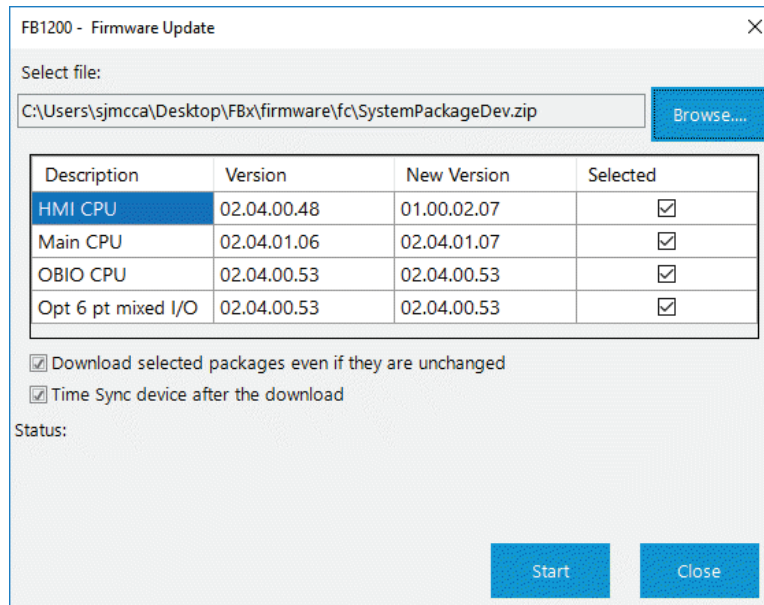 FB1200 - Firmware Update
Select file:
C:\Users\sjmcca\Desktop\FBx\firmware\fc\SystemPackageDev.zip Browse....
Description Version New Version Selected
HMI CPU 02.04.00.48 01.00.02.07
Main CPU 02.04.01.06 02.04.01.07
OBIO CPU 02.04.00.53 02.04.00.53
Opt 6 pt mixed I/O 02.04.00.53 02.04.00.53
Download selected packages even if they are unchanged
Time Sync device after the download
Status:
Start Close